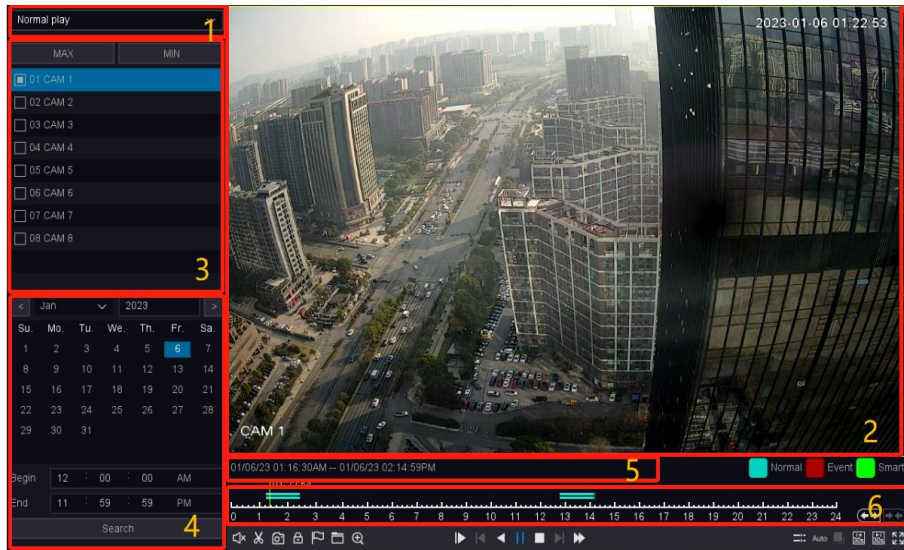 Normal play
1
MAX MIN
01 CAM 1
02 CAM 2
03 CAM 3
04 CAM 4
05 CAM 5
06 CAM 6
07 CAM 7
08 CAM 8
3
< Jan 2023 >
Su. Mo. Tu. We. Th. Fr. Sa.
1 2 3 4 5 6 7
8 9 10 11 12 13 14
15 16 17 18 19 20 21
22 23 24 25 26 27 28
29 30 31
Begin 12 : 00 : 00 AM
End 11 : 59 : 59 PM
Search
4
2023-01-06 01:22:53
CAM 1
2
01/06/23 01:16:30AM -- 01/06/23 02:14:59PM
5
Normal Event Smart
0 1 2 3 4 5 6 7 8 9 10 11 12 13 14 15 16 17 18 19 20 21 22 23 24
6
Auto